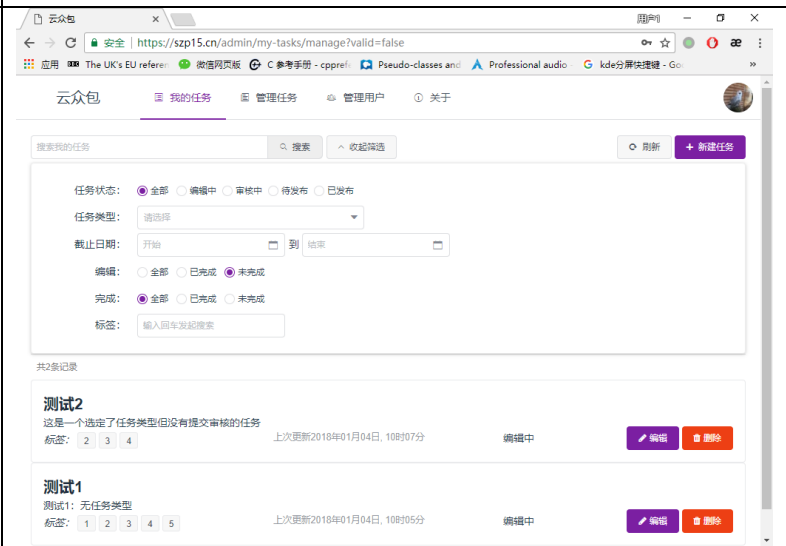 云众包
用户1
安全 | https://szp15.cn/admin/my-tasks/manage?valid=false
应用 The UK's EU referen 微信网页版 C 参考手册 - cpprefe Pseudo-classes and Professional audio kde分屏快捷键 - Goo »
云众包 我的任务 管理任务 管理用户 关于
搜索我的任务 搜索 收起筛选 刷新 + 新建任务
任务状态: 全部 编辑中 审核中 待发布 已发布
任务类型: 请选择
截止日期: 开始 到 结束
编辑: 全部 已完成 未完成
完成: 全部 已完成 未完成
标签: 输入回车发起搜索
共2条记录
测试2
这是一个选定了任务类型但没有提交审核的任务
标签: 2 3 4 上次更新2018年01月04日, 10时07分 编辑中 编辑 删除
测试1
测试1：无任务类型
标签: 1 2 3 4 5 上次更新2018年01月04日, 10时05分 编辑中 编辑 删除